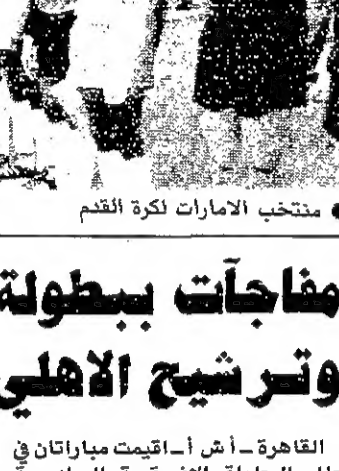 منتخب الامارات لكرة القدم
مفاجآت ببطولة
وترشيح الاهلي
القاهرة ـ أ ش أ ـ اقيمت مباراتان في